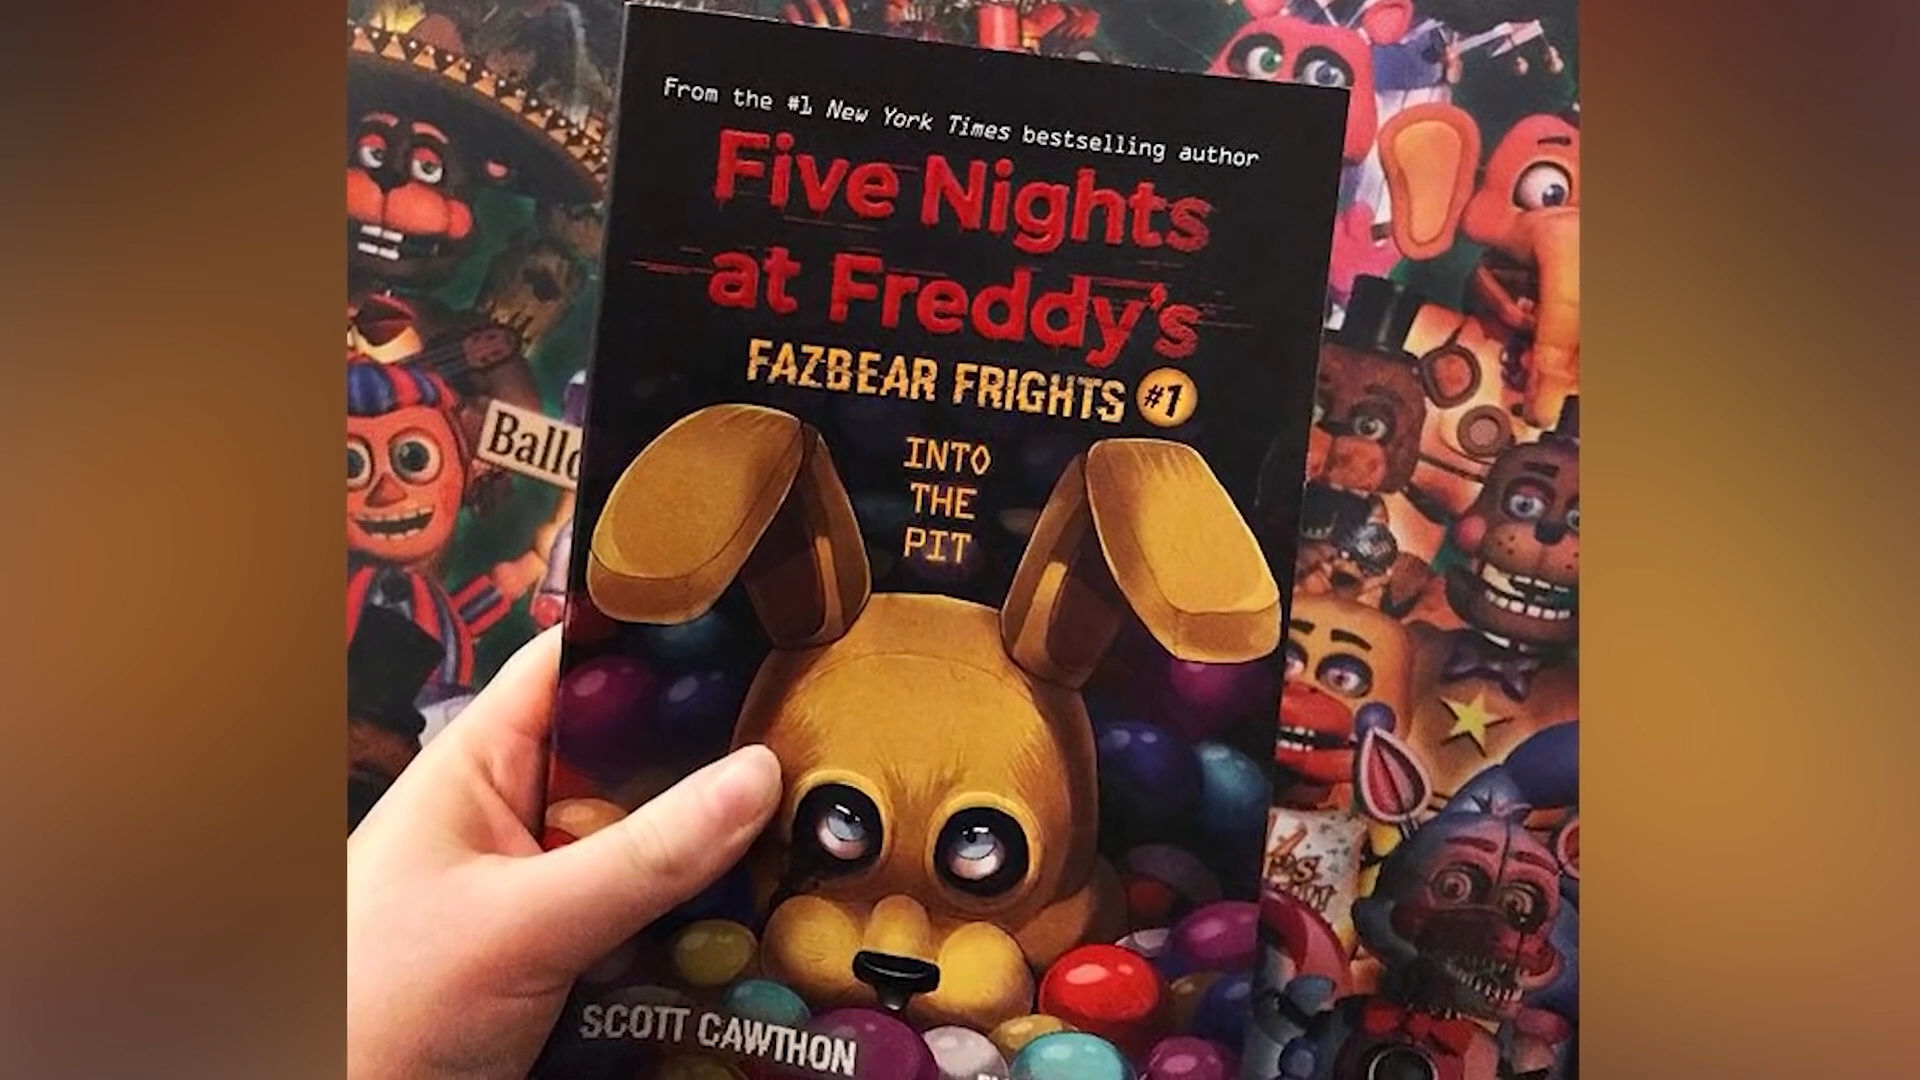 From the #1 New York Times bestselling author
Five Nights
at Freddy's
FAZBEAR FRIGHTS #1
INTO
THE
PIT
SCOTT CAWTHON